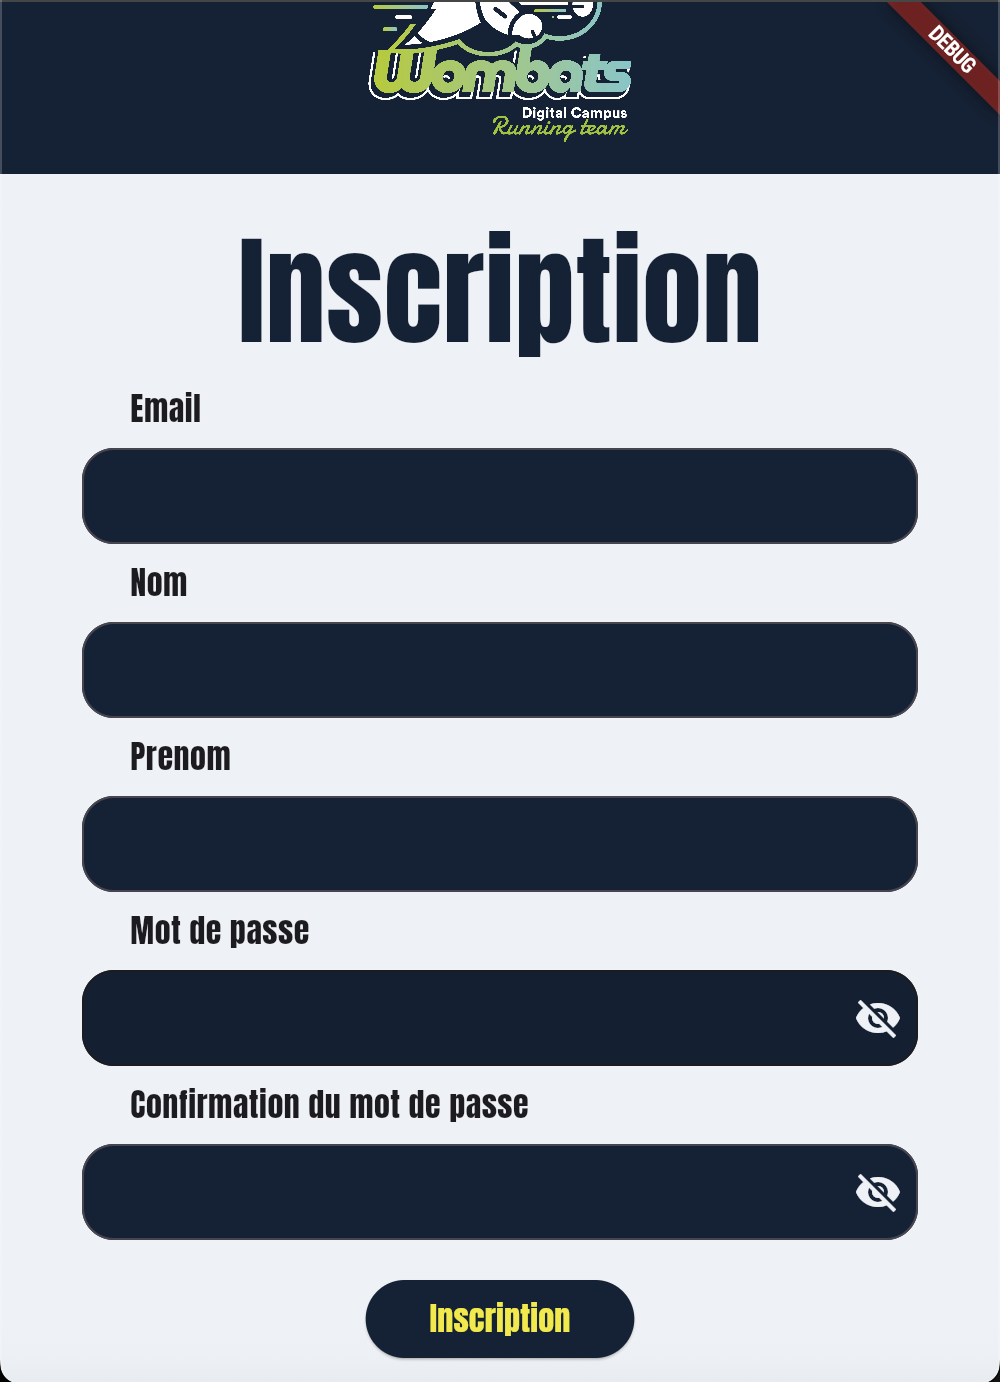 Wombats
Digital Campus
Running team
DEBUG
Inscription
Email
Nom
Prenom
Mot de passe
Confirmation du mot de passe
Inscription